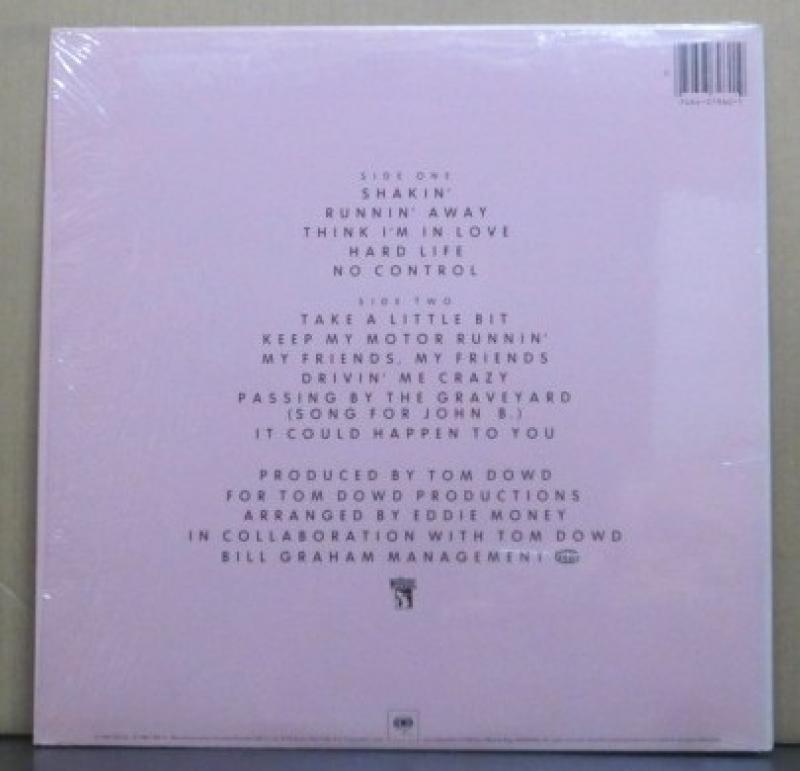 SIDE ONE
SHAKIN'
RUNNIN' AWAY
THINK I'M IN LOVE
HARD LIFE
NO CONTROL
SIDE TWO
TAKE A LITTLE BIT
KEEP MY MOTOR RUNNIN'
MY FRIENDS, MY FRIENDS
DRIVIN' ME CRAZY
PASSING BY THE GRAVEYARD
(SONG FOR JOHN B.)
IT COULD HAPPEN TO YOU
PRODUCED BY TOM DOWD
FOR TOM DOWD PRODUCTIONS
ARRANGED BY EDDIE MONEY
IN COLLABORATION WITH TOM DOWD
BILL GRAHAM MANAGEMENT